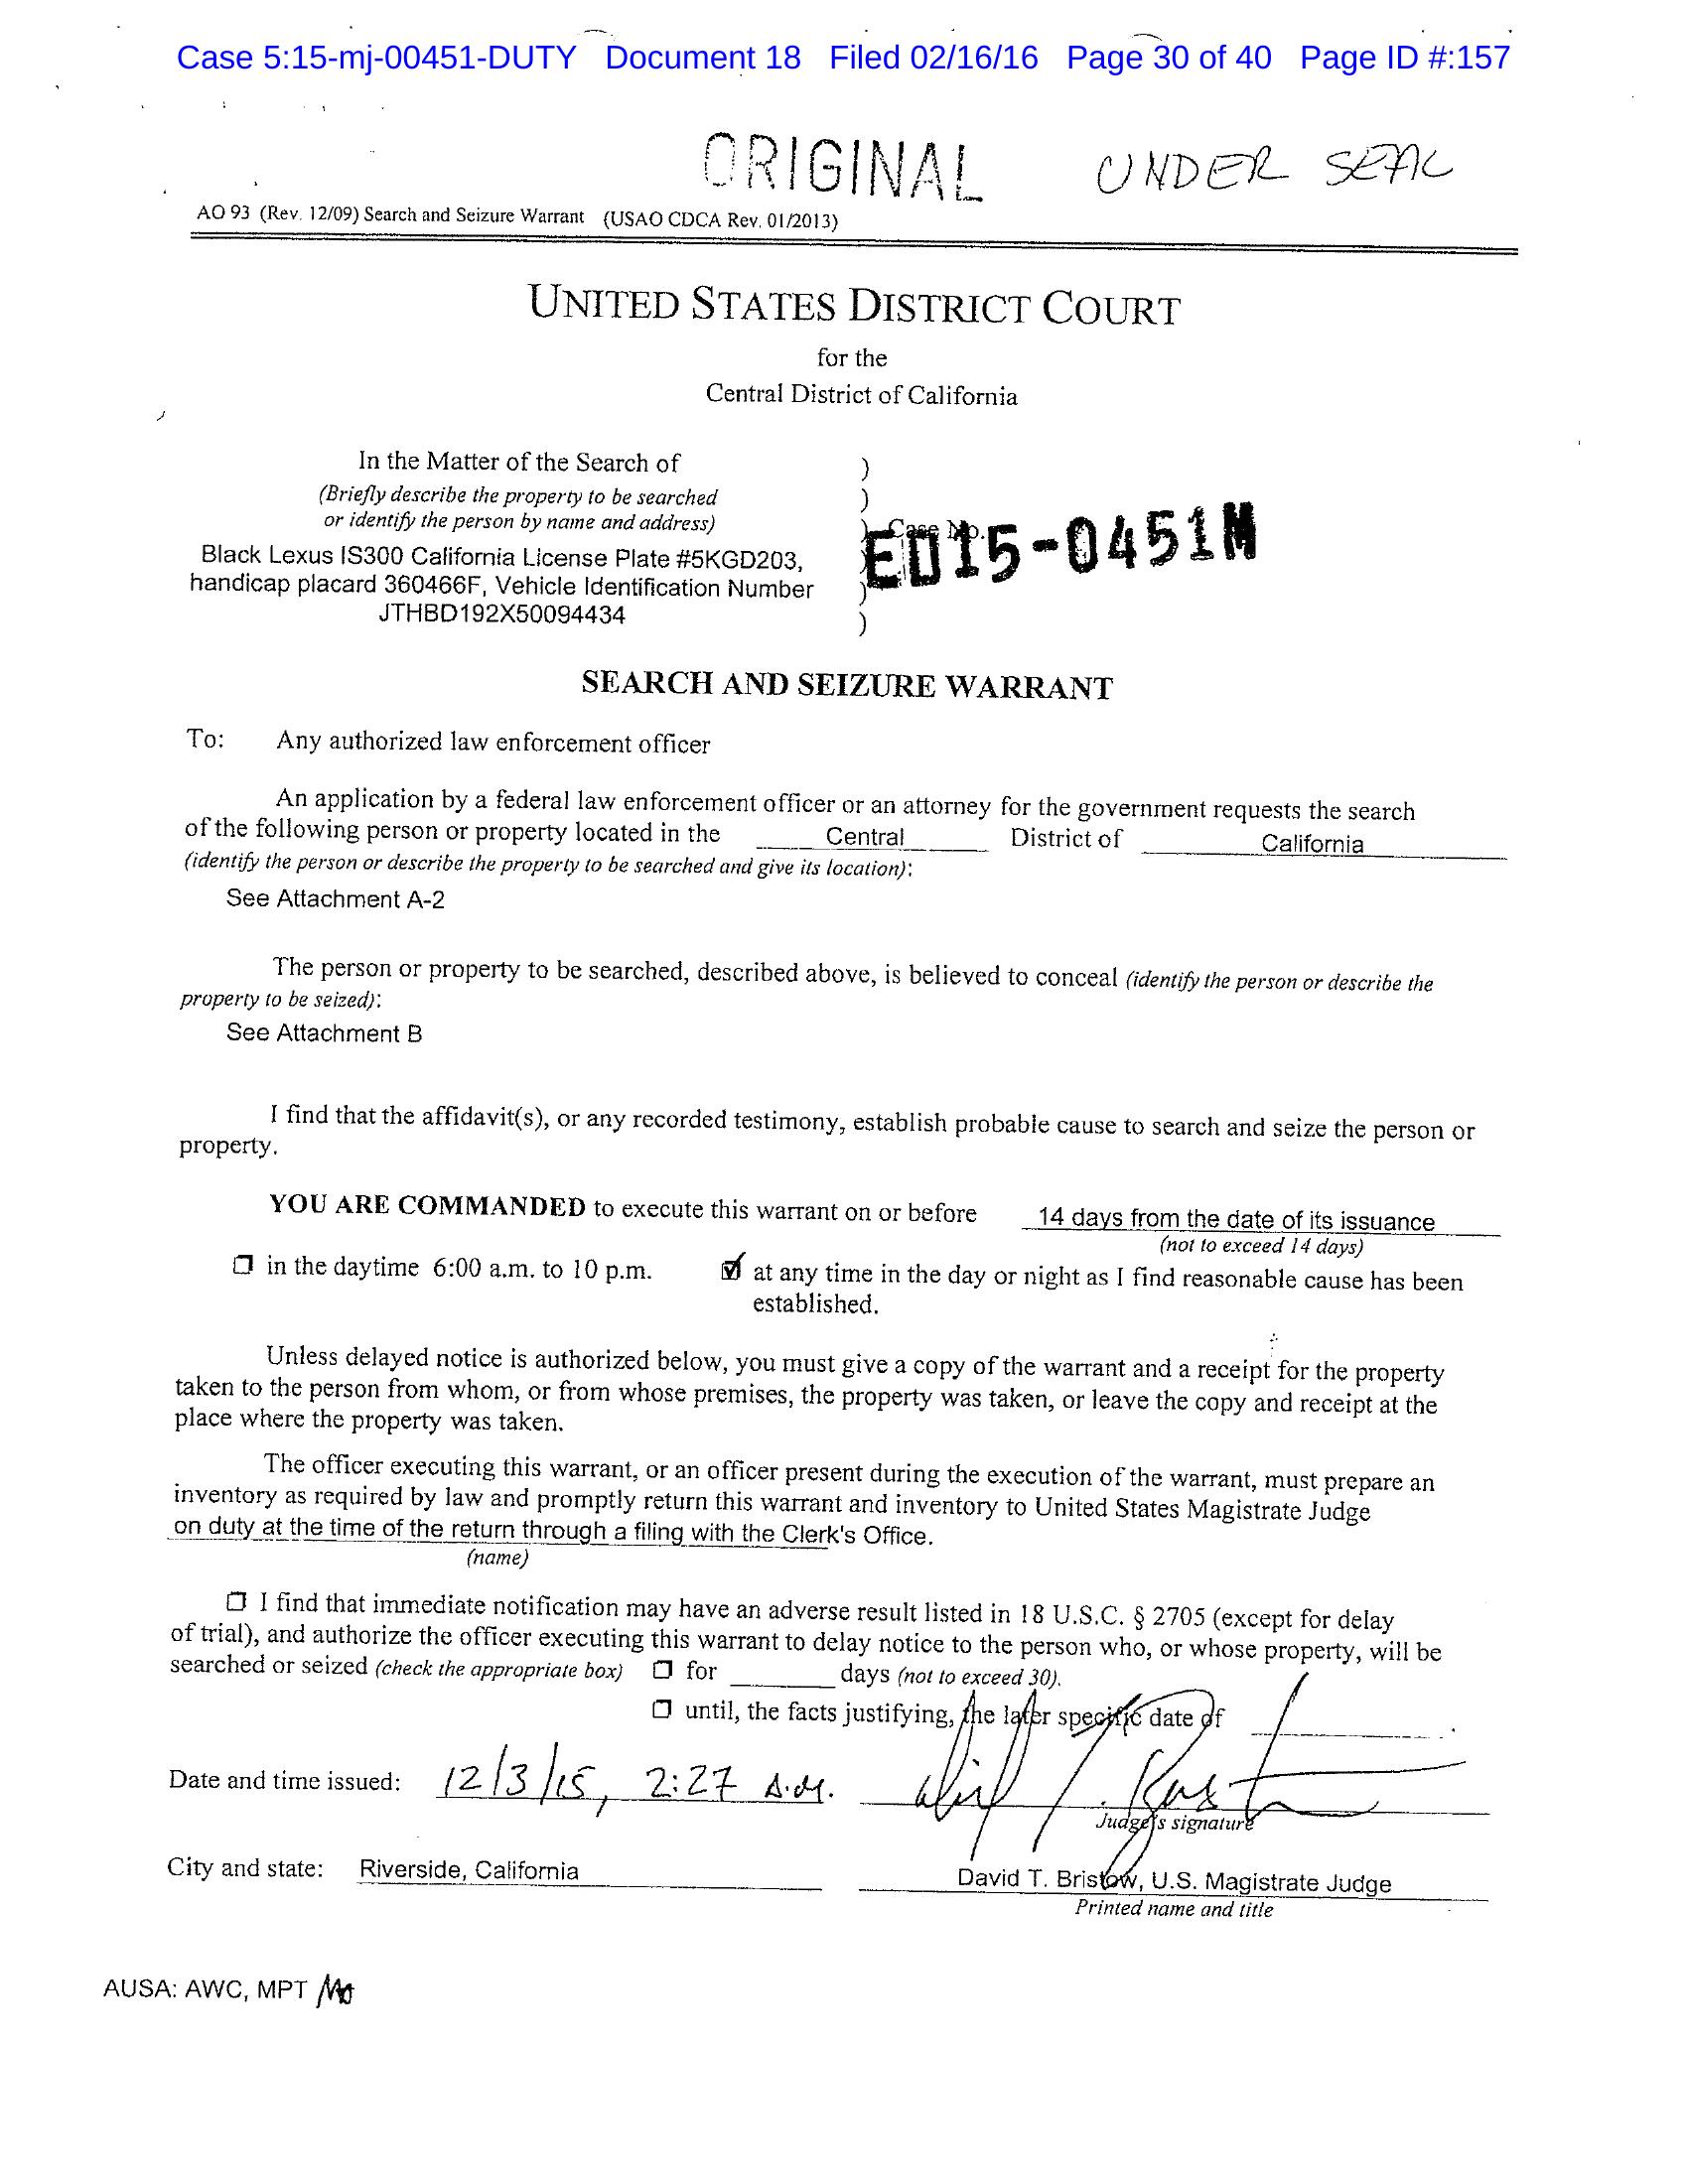 Case 5:15-mj-00451-DUTY Document 18 Filed 02/16/16 Page 30 of 40 Page ID #:157
ORIGINAL UNDER SEAL
AO 93 (Rev. 12/09) Search and Seizure Warrant (USAO CDCA Rev. 01/2013)
UNITED STATES DISTRICT COURT
for the
Central District of California
In the Matter of the Search of )
(Briefly describe the property to be searched )
or identify the person by name and address) ) Case No.
Black Lexus IS300 California License Plate #5KGD203, ) ED15-0451M
handicap placard 360466F, Vehicle Identification Number )
JTHBD192X50094434 )
SEARCH AND SEIZURE WARRANT
To: Any authorized law enforcement officer
An application by a federal law enforcement officer or an attorney for the government requests the search
of the following person or property located in the Central District of California
(identify the person or describe the property to be searched and give its location):
See Attachment A-2
The person or property to be searched, described above, is believed to conceal (identify the person or describe the
property to be seized):
See Attachment B
I find that the affidavit(s), or any recorded testimony, establish probable cause to search and seize the person or
property.
YOU ARE COMMANDED to execute this warrant on or before 14 days from the date of its issuance
(not to exceed 14 days)
☐ in the daytime 6:00 a.m. to 10 p.m. ☑ at any time in the day or night as I find reasonable cause has been
established.
Unless delayed notice is authorized below, you must give a copy of the warrant and a receipt for the property
taken to the person from whom, or from whose premises, the property was taken, or leave the copy and receipt at the
place where the property was taken.
The officer executing this warrant, or an officer present during the execution of the warrant, must prepare an
inventory as required by law and promptly return this warrant and inventory to United States Magistrate Judge
on duty at the time of the return through a filing with the Clerk's Office.
(name)
☐ I find that immediate notification may have an adverse result listed in 18 U.S.C. § 2705 (except for delay
of trial), and authorize the officer executing this warrant to delay notice to the person who, or whose property, will be
searched or seized (check the appropriate box) ☐ for ______ days (not to exceed 30).
☐ until, the facts justifying, the later specific date of ______.
Date and time issued: 12/3/15, 2:27 A.M.
Judge's signature
City and state: Riverside, California David T. Bristow, U.S. Magistrate Judge
Printed name and title
AUSA: AWC, MPT